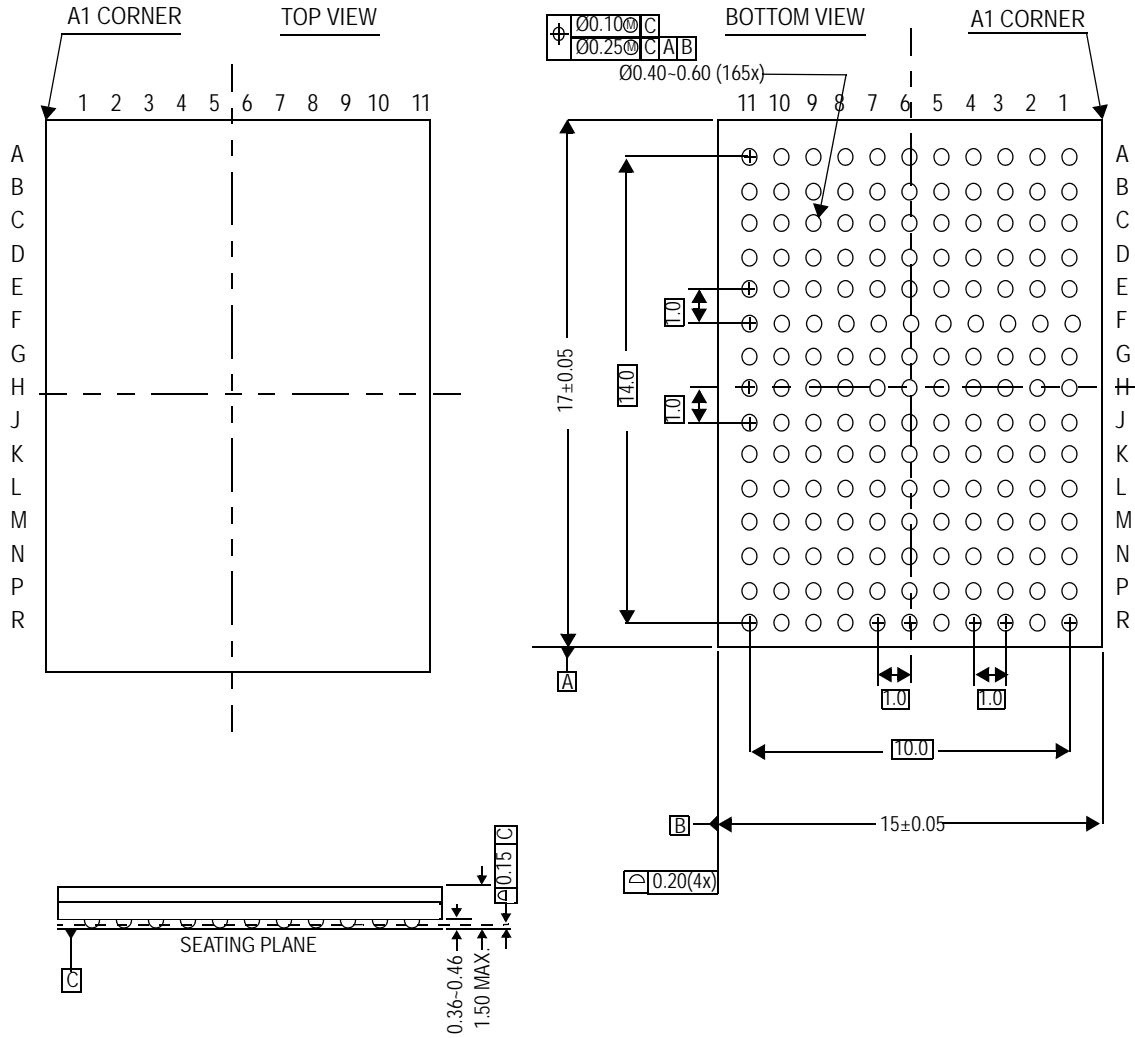 A1 CORNER
TOP VIEW
1 2 3 4 5 6 7 8 9 10 11
A
B
C
D
E
F
G
H
J
K
L
M
N
P
R
Ø0.10Ⓜ C
Ø0.25Ⓜ C A B
BOTTOM VIEW
A1 CORNER
Ø0.40~0.60 (165x)
11 10 9 8 7 6 5 4 3 2 1
A
B
C
D
E
F
G
H
J
K
L
M
N
P
R
1.0
17±0.05
14.0
1.0
A
1.0
1.0
10.0
B
15±0.05
0.20(4x)
0.15 C
SEATING PLANE
C
0.36~0.46
1.50 MAX.